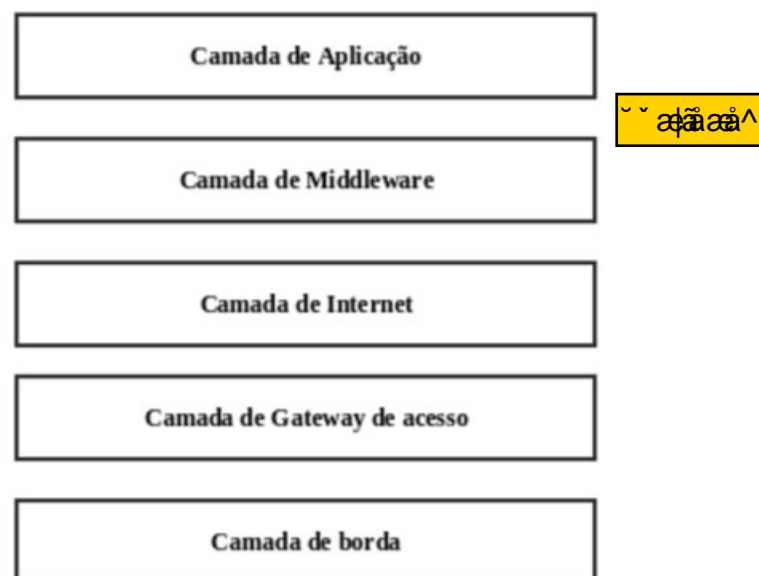 Camada de Aplicação
Camada de Middleware
Camada de Internet
Camada de Gateway de acesso
Camada de borda